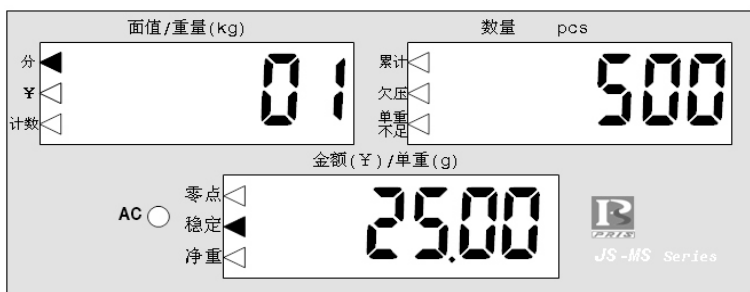 面值/重量(kg) 数量 pcs
分 01 累计 500
¥ 欠压
计数 单重
不足
金额(¥)/单重(g)
零点 25.00
AC 稳定
净重
PRIS
JS-MS Series